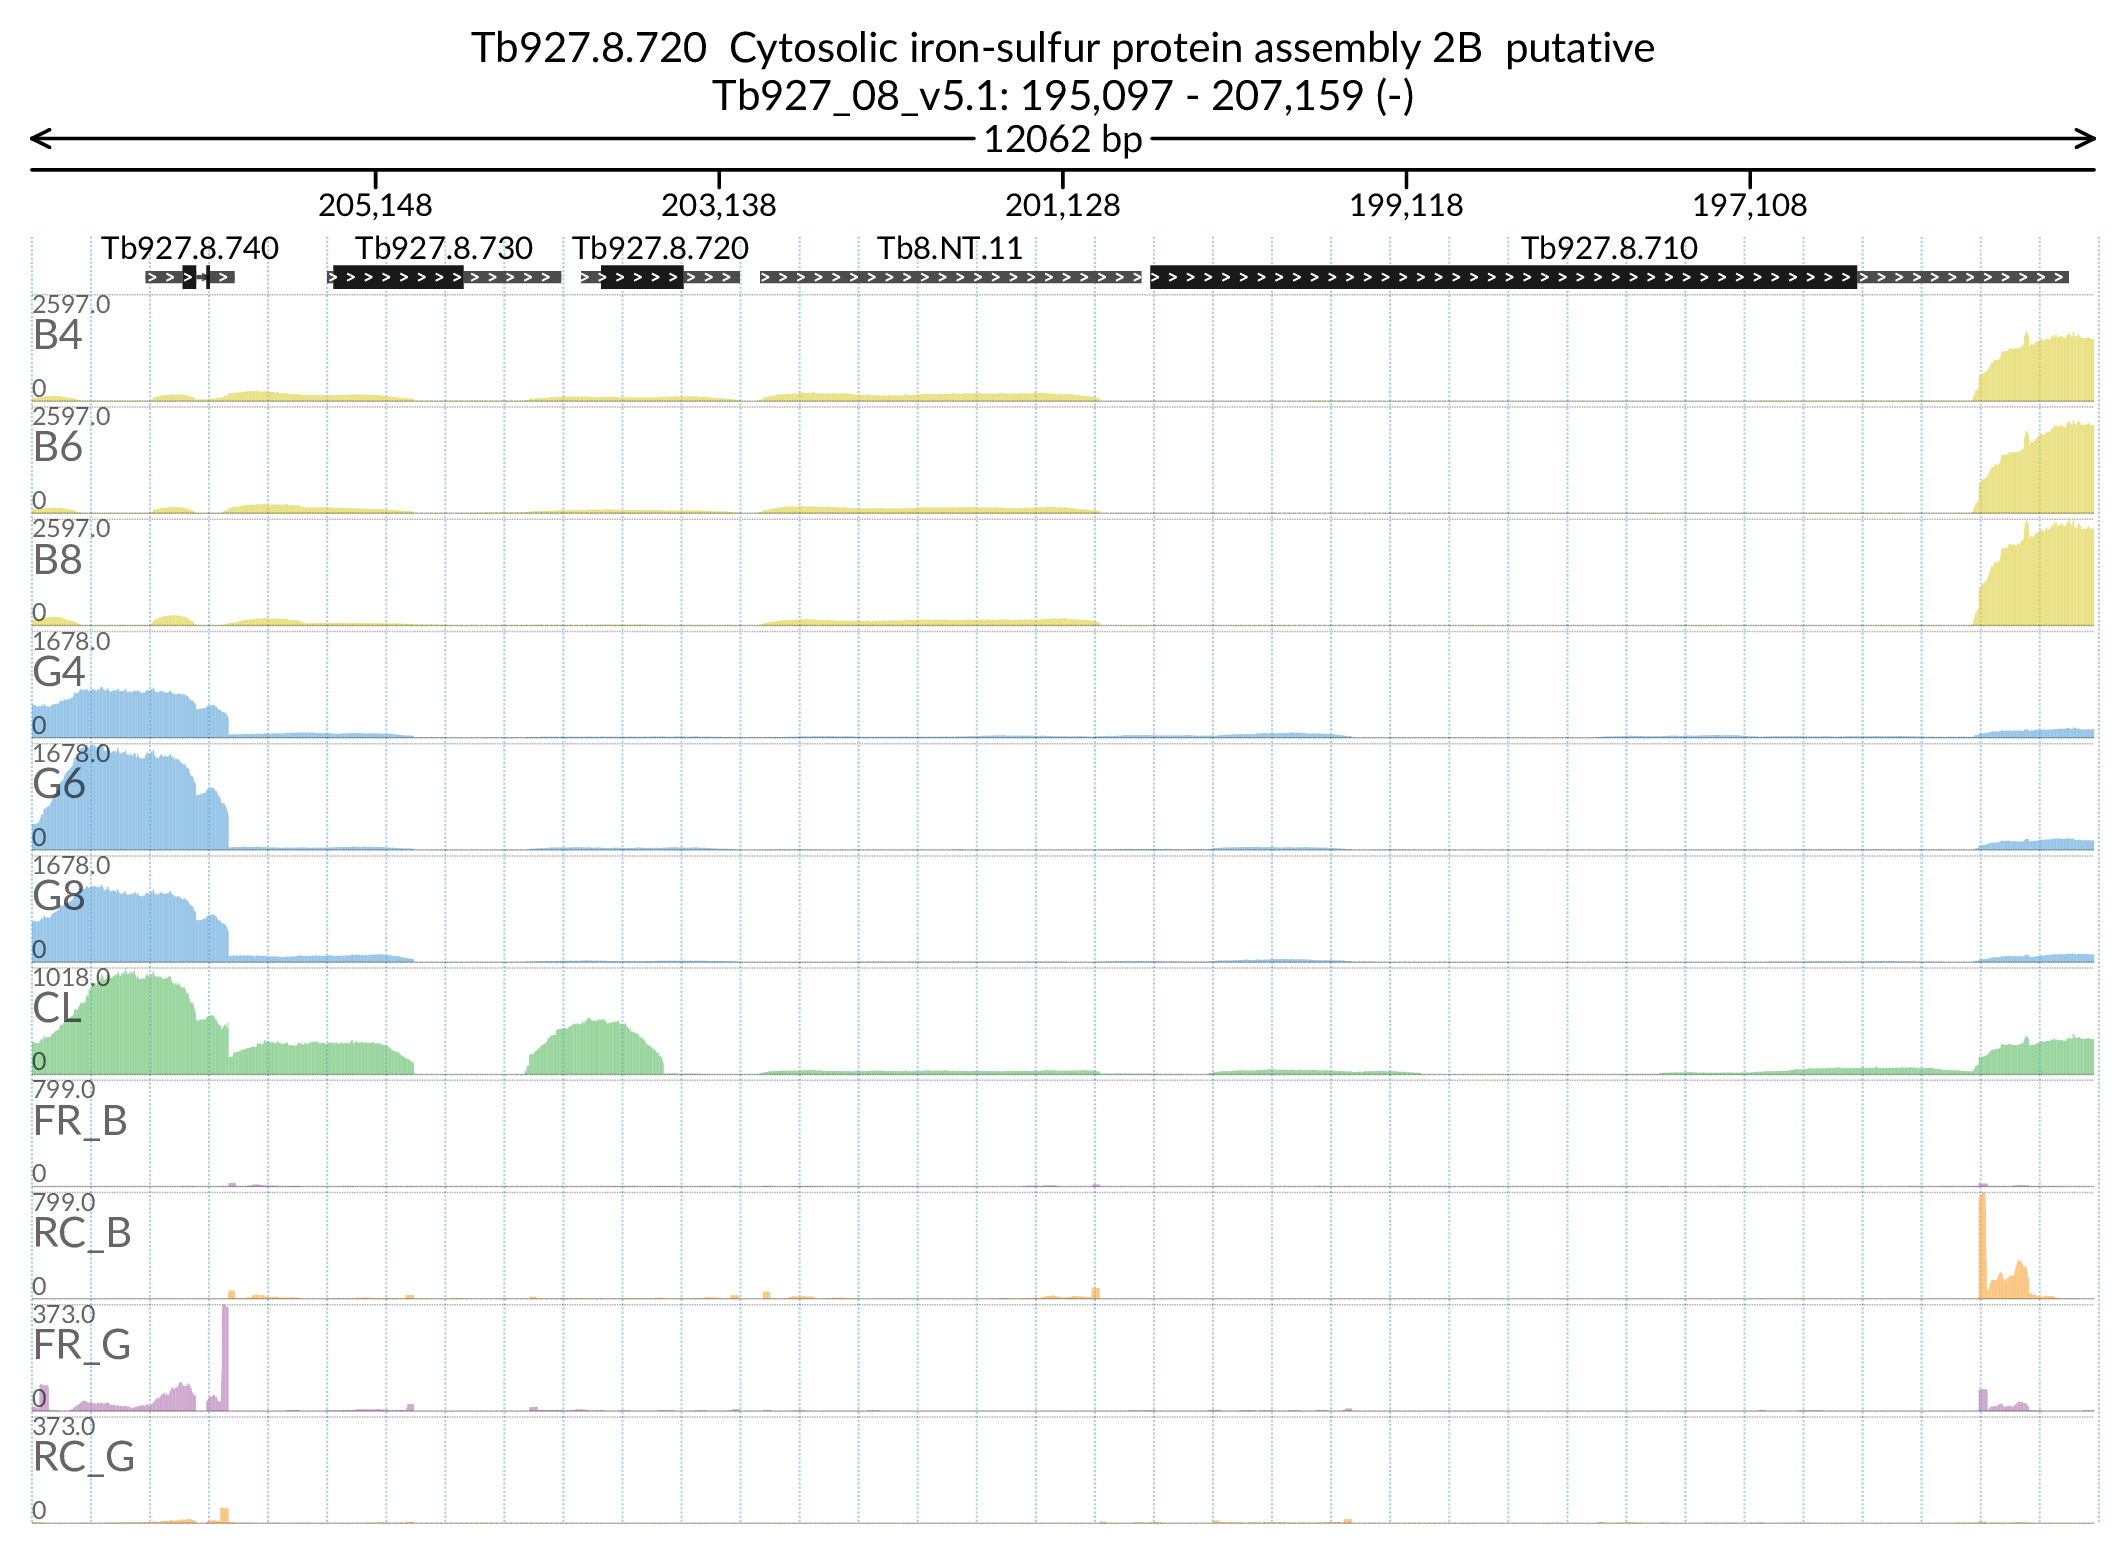 Tb927.8.720  Cytosolic iron-sulfur protein assembly 2B  putative
Tb927_08_v5.1: 195,097 - 207,159 (-)
12062 bp
205,148 203,138 201,128 199,118 197,108
Tb927.8.740 Tb927.8.730 Tb927.8.720 Tb8.NT.11 Tb927.8.710
2597.0
B4
0
2597.0
B6
0
2597.0
B8
0
1678.0
G4
0
1678.0
G6
0
1678.0
G8
0
1018.0
CL
0
799.0
FR_B
0
799.0
RC_B
0
373.0
FR_G
0
373.0
RC_G
0